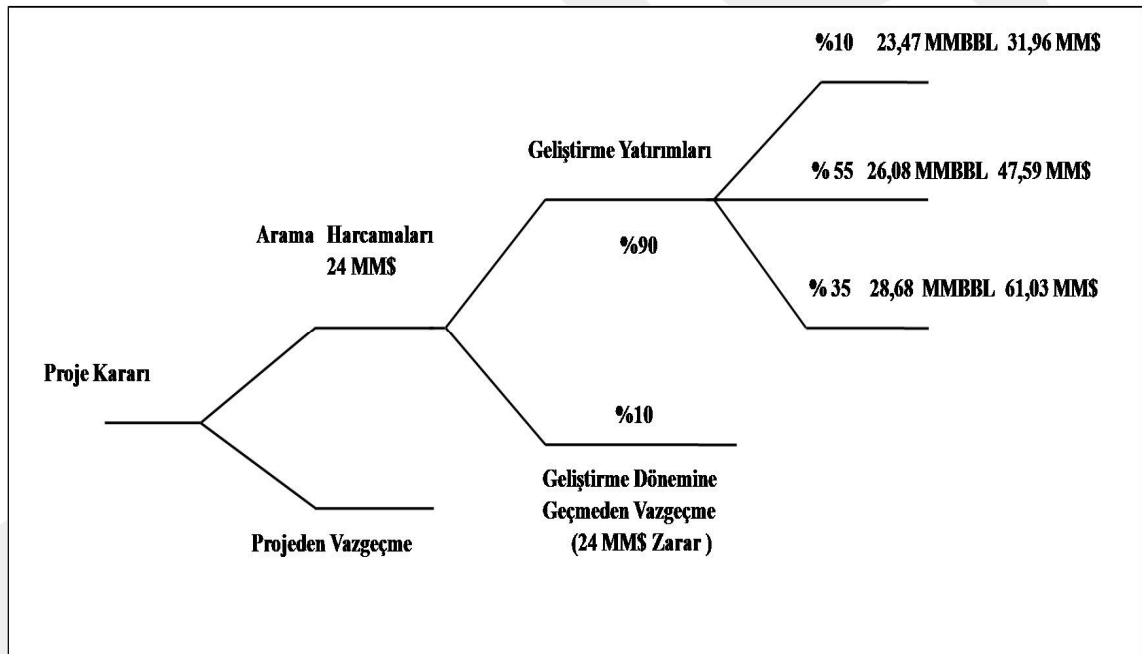 %10 23,47 MMBBL 31,96 MM$
Geliştirme Yatırımları
% 55 26,08 MMBBL 47,59 MM$
Arama Harcamaları
24 MM$
%90
% 35 28,68 MMBBL 61,03 MM$
Proje Kararı
%10
Geliştirme Dönemine
Geçmeden Vazgeçme
(24 MM$ Zarar )
Projeden Vazgeçme